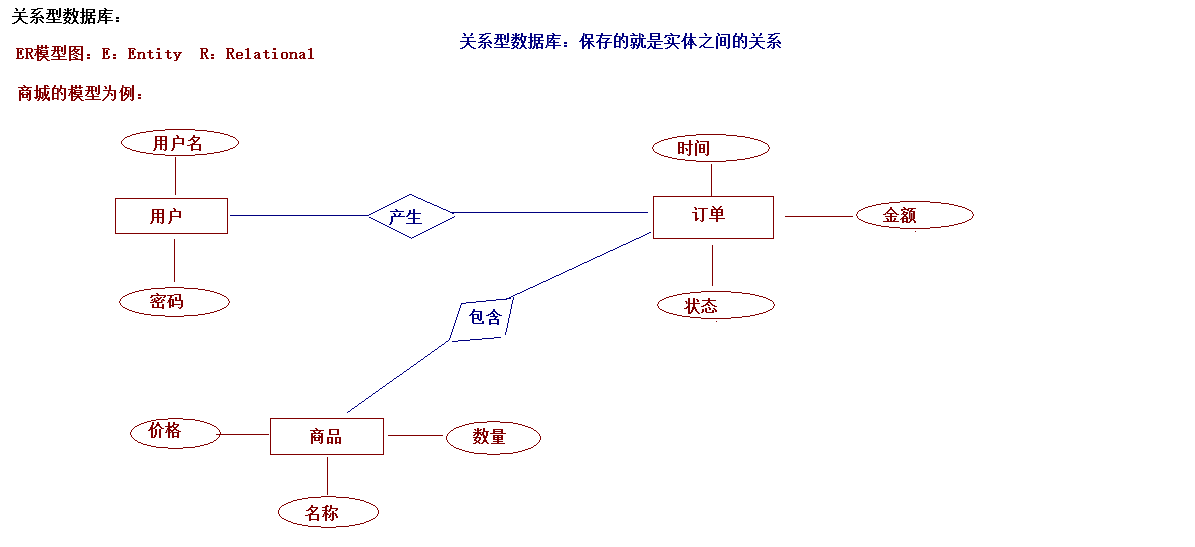 关系型数据库：
关系型数据库：保存的就是实体之间的关系
ER模型图：E：Entity  R：Relational
商城的模型为例：
用户名
时间
用户
产生
订单
金额
密码
状态
包含
价格
商品
数量
名称